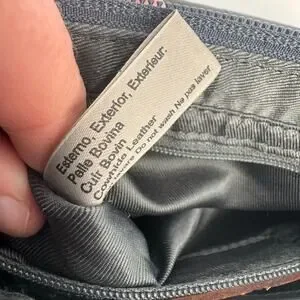 Esterno, Exterior, Exterieur.
Pelle Bovina
Cuir Bovin
Cowhide Leather
Do not wash Ne pas laver